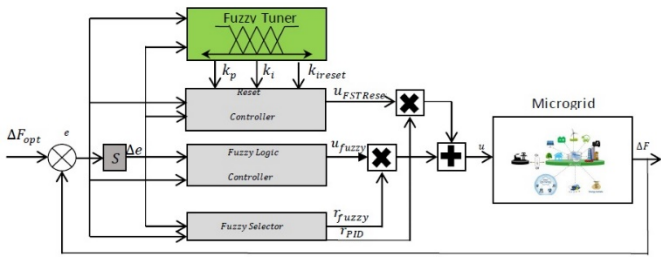 Fuzzy Tuner
k_p
k_i
k_ireset
Reset
Controller
u_FSTRese
Microgrid
ΔF_opt
e
S
Δe
Fuzzy Logic
Controller
u_fuzzy
u
ΔF
Fuzzy Selector
r_fuzzy
r_PID